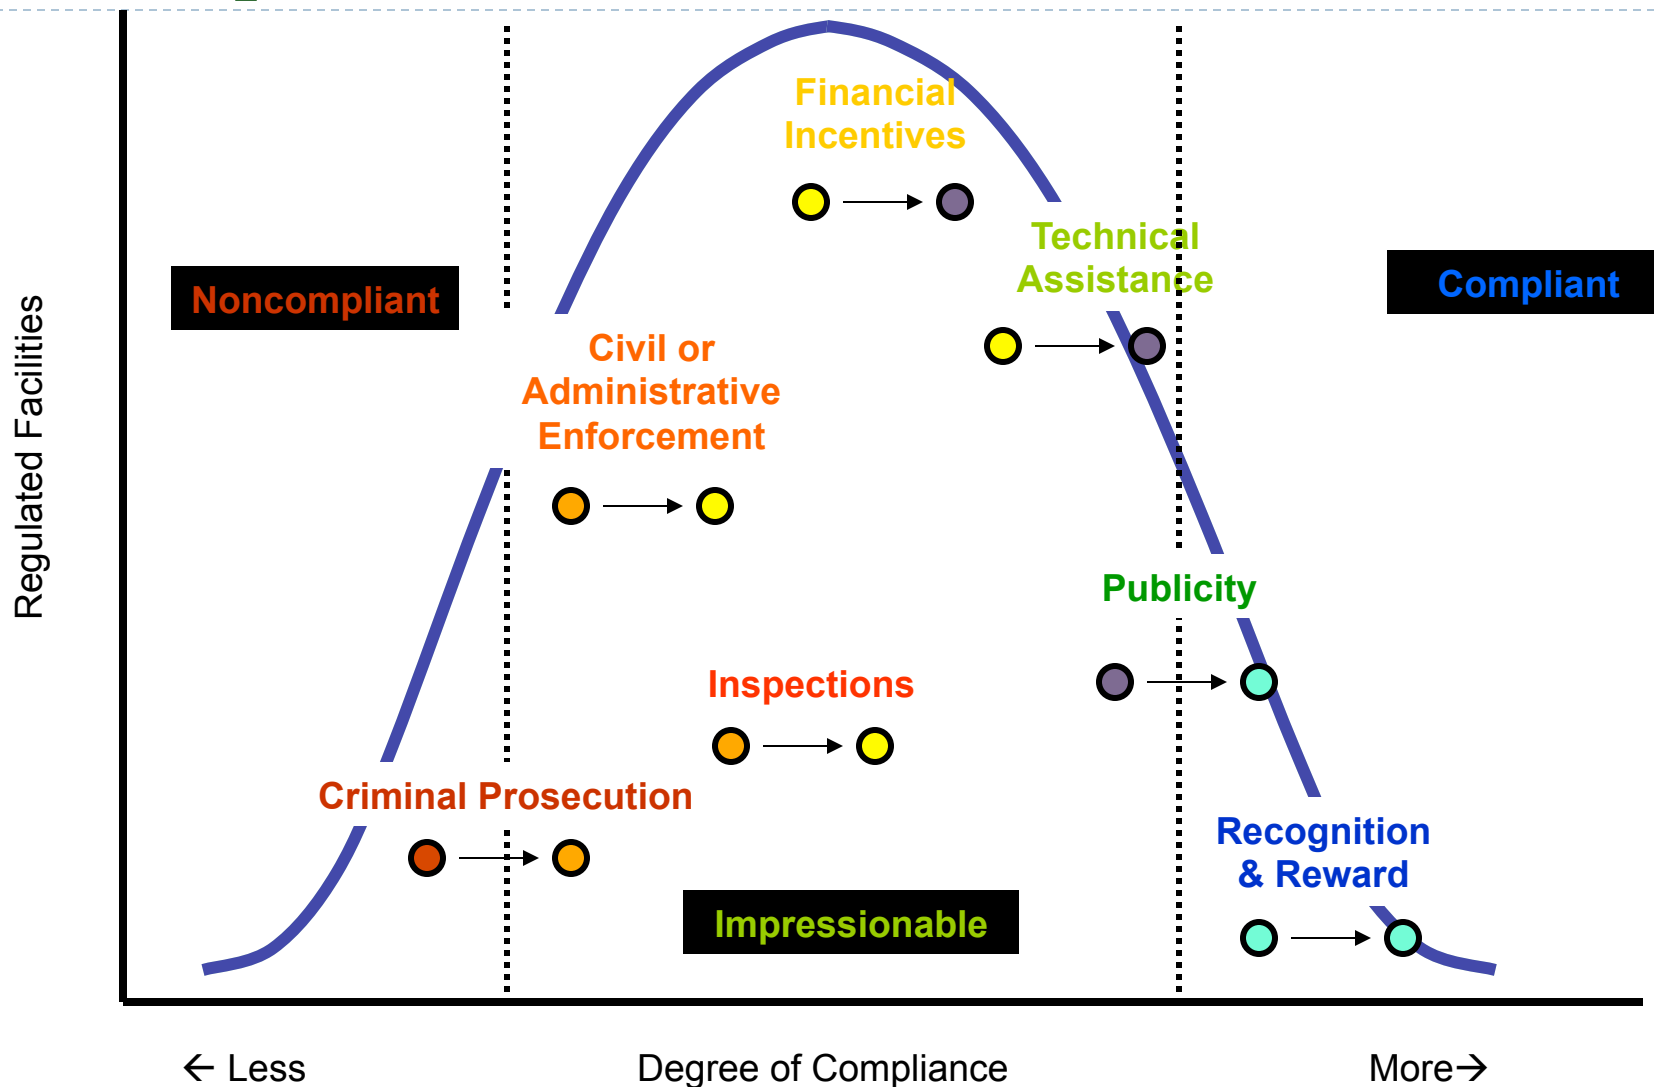 Financial
Incentives
Technical
Assistance
Noncompliant
Compliant
Civil or
Administrative
Enforcement
Regulated Facilities
Publicity
Inspections
Criminal Prosecution
Recognition
& Reward
Impressionable
← Less
Degree of Compliance
More→